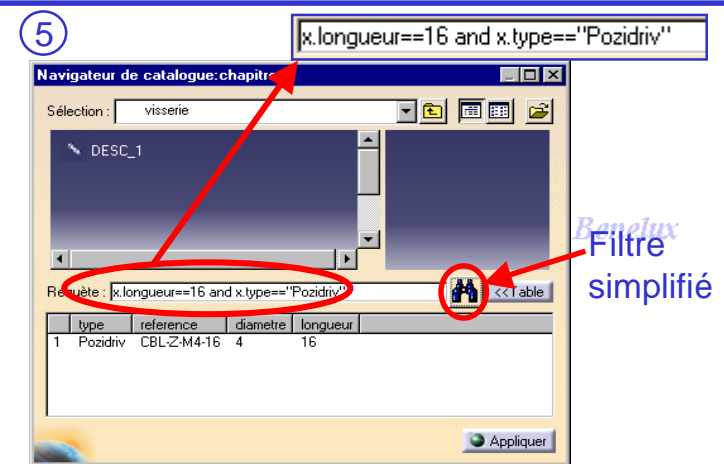 5
x.longueur==16 and x.type=="Pozidriv"
Navigateur de catalogue:chapitre
Sélection : visserie
DESC_1
Benelux
Filtre
simplifié
Requête : x.longueur==16 and x.type=="Pozidriv"
<<Table
type reference diametre longueur
1 Pozidriv CBL-Z-M4-16 4 16
Appliquer